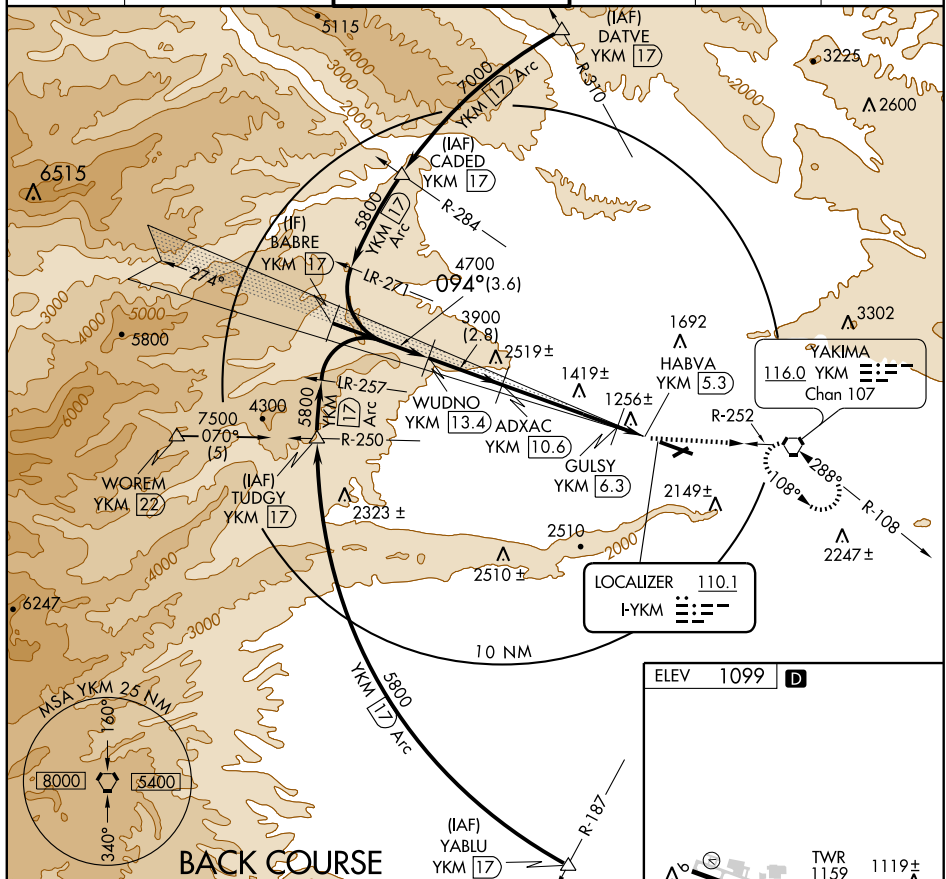 5115
(IAF)
DATVE
YKM 17
R-310
3225
2600
2000
3000
2000
7000
YKM 17 Arc
(IAF)
CADED
YKM 17
6515
5800
YKM 17
Arc
R-284
(IF)
BABRE
YKM 17
274°
LR-271
4700
094° (3.6)
3900
(2.8)
3000
4000
5000
5800
2519±
1419±
1256±
1692
HABVA
YKM 5.3
3302
YAKIMA
116.0 YKM
Chan 107
6000
LR-257
5800
YKM
17
Arc
WUDNO
YKM 13.4
ADXAC
YKM 10.6
GULSY
YKM 6.3
R-252
7500
070°
(5)
4300
R-250
WOREM
YKM 22
(IAF)
TUDGY
YKM 17
2323 ±
2149±
108°
288°
R-108
2510
2000
2510 ±
2247±
4000
3000
6247
LOCALIZER 110.1
I-YKM
10 NM
5800
YKM 17 Arc
MSA YKM 25 NM
160°
8000
5400
340°
BACK COURSE
(IAF)
YABLU
YKM 17
R-187
ELEV 1099 D
TWR
1159
1119±